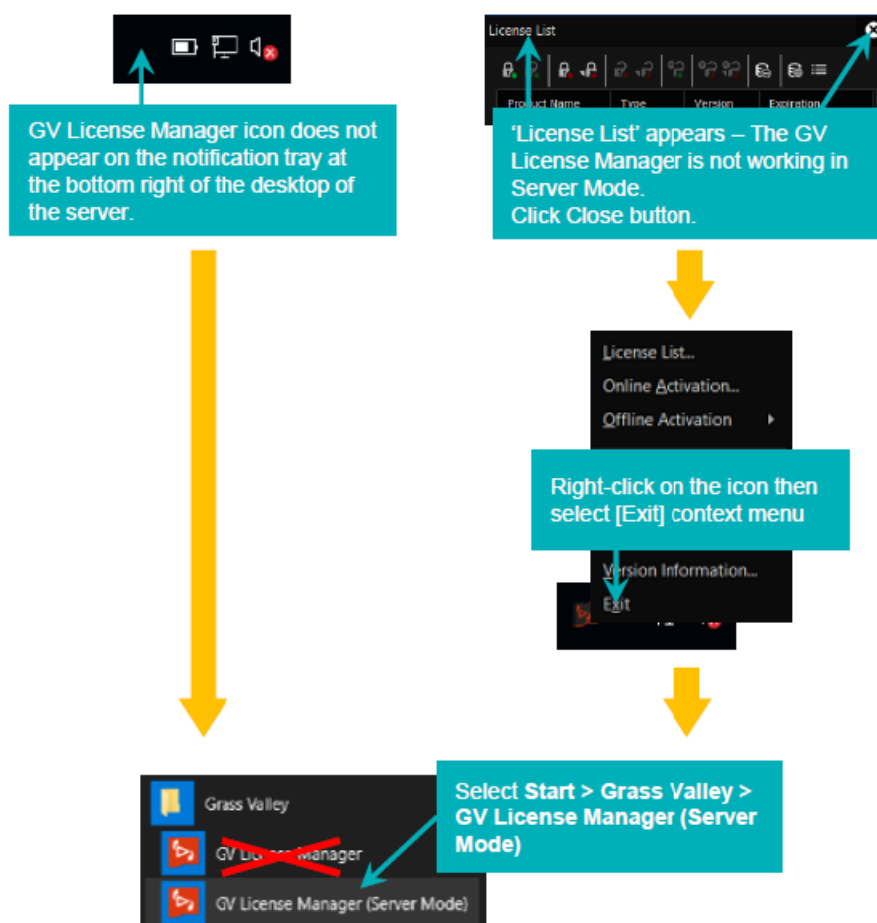 GV License Manager icon does not
appear on the notification tray at
the bottom right of the desktop of
the server.
License List
Product Name Type Version Expiration
‘License List’ appears – The GV
License Manager is not working in
Server Mode.
Click Close button.
License List...
Online Activation...
Offline Activation
Right-click on the icon then
select [Exit] context menu
Version Information...
Exit
Grass Valley
GV License Manager
GV License Manager (Server Mode)
Select Start > Grass Valley >
GV License Manager (Server
Mode)